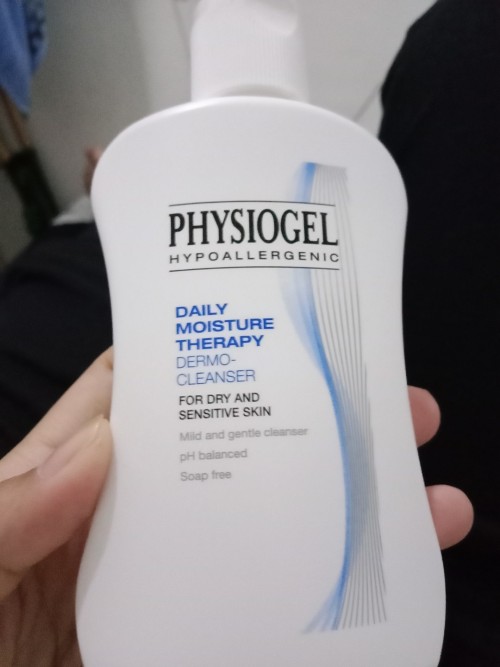 PHYSIOGEL
HYPOALLERGENIC
DAILY
MOISTURE
THERAPY
DERMO-
CLEANSER
FOR DRY AND
SENSITIVE SKIN
Mild and gentle cleanser
pH balanced
Soap free